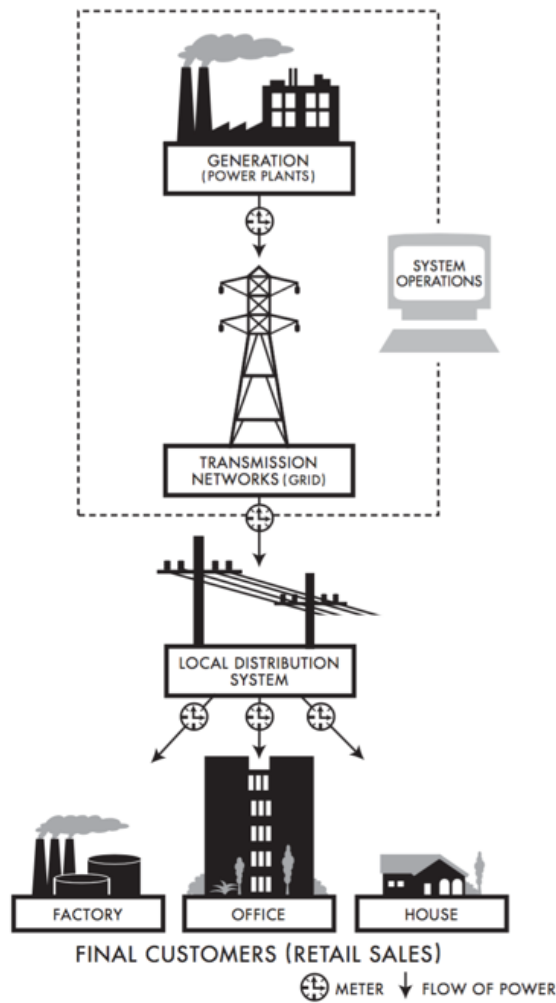 GENERATION
(POWER PLANTS)
SYSTEM
OPERATIONS
TRANSMISSION
NETWORKS (GRID)
LOCAL DISTRIBUTION
SYSTEM
FACTORY
OFFICE
HOUSE
FINAL CUSTOMERS (RETAIL SALES)
METER
FLOW OF POWER